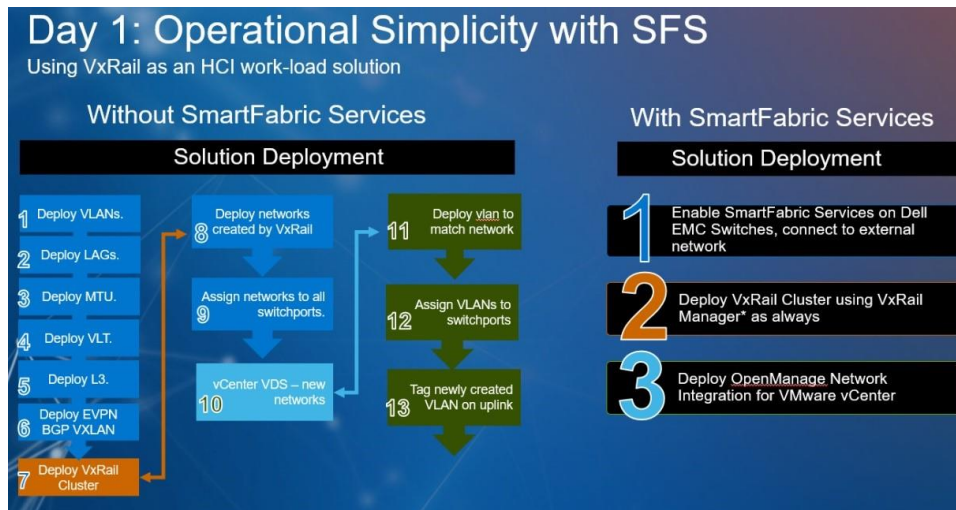 Day 1: Operational Simplicity with SFS
Using VxRail as an HCI work-load solution
Without SmartFabric Services
Solution Deployment
1 Deploy VLANs.
2 Deploy LAGs.
3 Deploy MTU.
4 Deploy VLT.
5 Deploy L3.
6 Deploy EVPN
BGP VXLAN
7 Deploy VxRail
Cluster
8 Deploy networks
created by VxRail
9 Assign networks to all
switchports.
10 vCenter VDS – new
networks
11 Deploy vlan to
match network
12 Assign VLANs to
switchports
13 Tag newly created
VLAN on uplink
With SmartFabric Services
Solution Deployment
1 Enable SmartFabric Services on Dell
EMC Switches, connect to external
network
2 Deploy VxRail Cluster using VxRail
Manager* as always
3 Deploy OpenManage Network
Integration for VMware vCenter